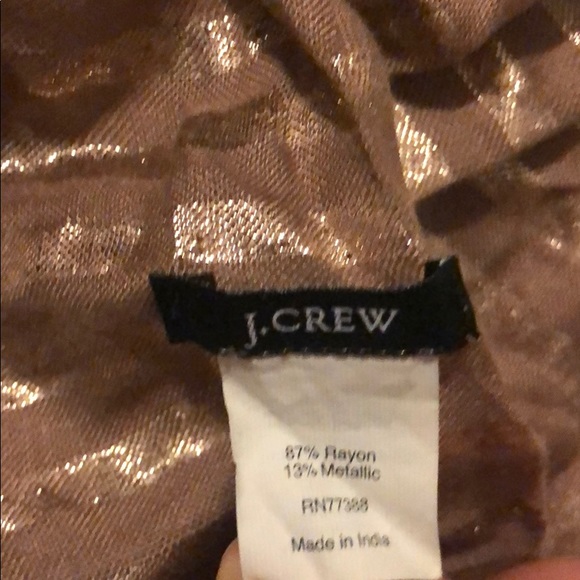 J.CREW
87% Rayon
13% Metallic
RN77388
Made in India